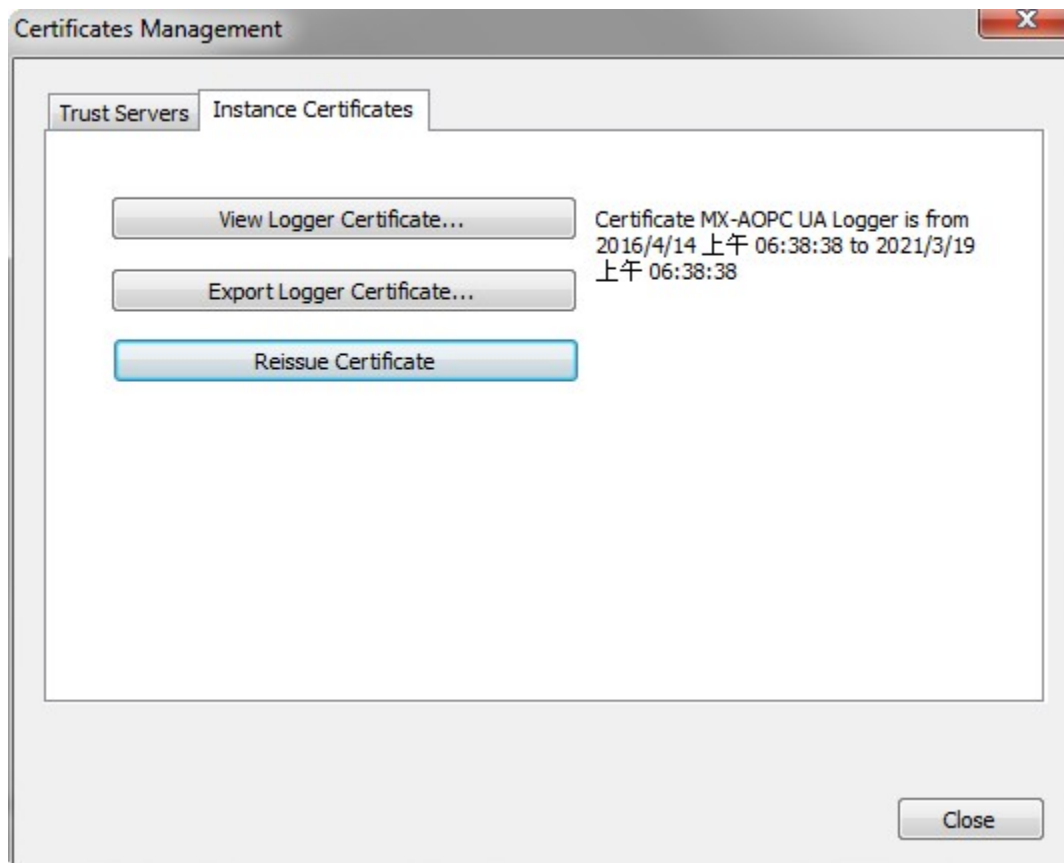 Certificates Management
X
Trust Servers
Instance Certificates
View Logger Certificate...
Certificate MX-AOPC UA Logger is from
2016/4/14 上午 06:38:38 to 2021/3/19
上午 06:38:38
Export Logger Certificate...
Reissue Certificate
Close